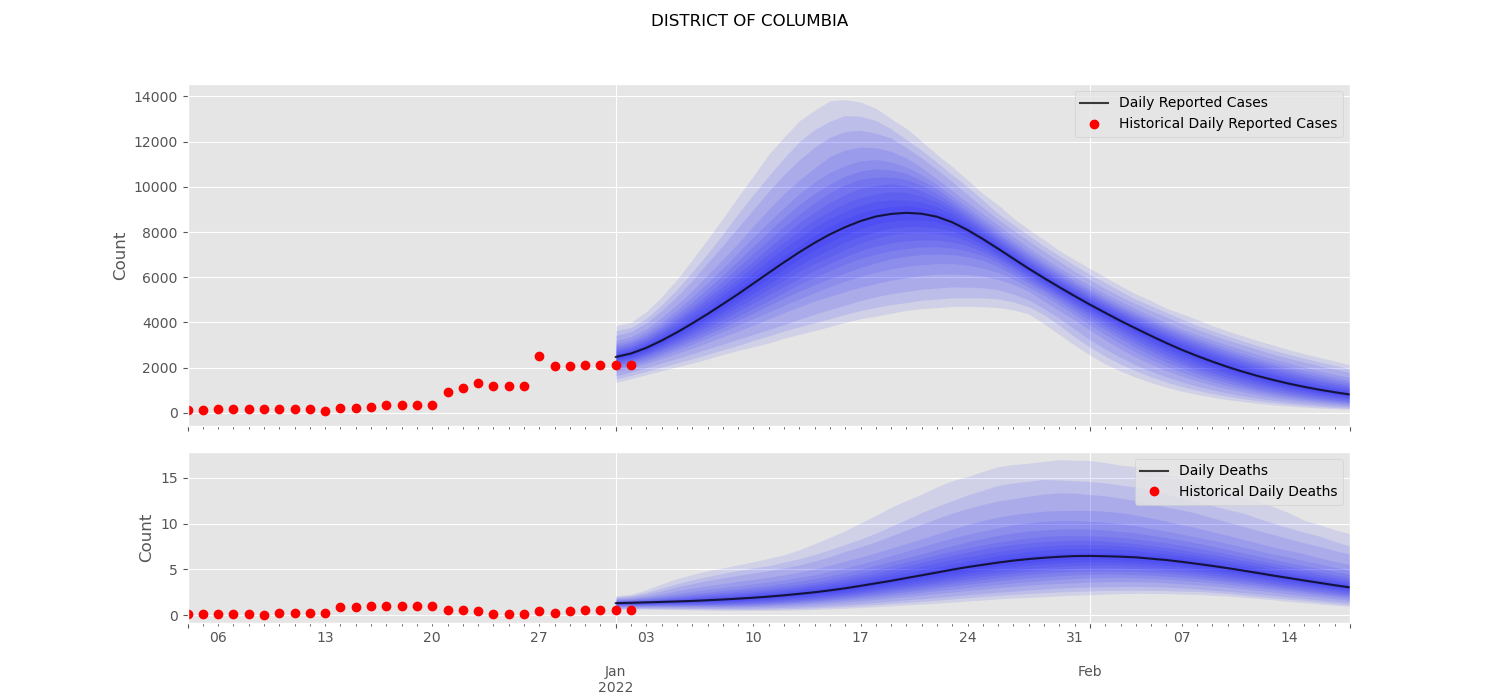 DISTRICT OF COLUMBIA
14000
12000
10000
8000
6000
4000
2000
0
Count
Daily Reported Cases
Historical Daily Reported Cases
15
10
5
0
Count
Daily Deaths
Historical Daily Deaths
06 13 20 27 03 10 17 24 31 07 14
Jan Feb
2022